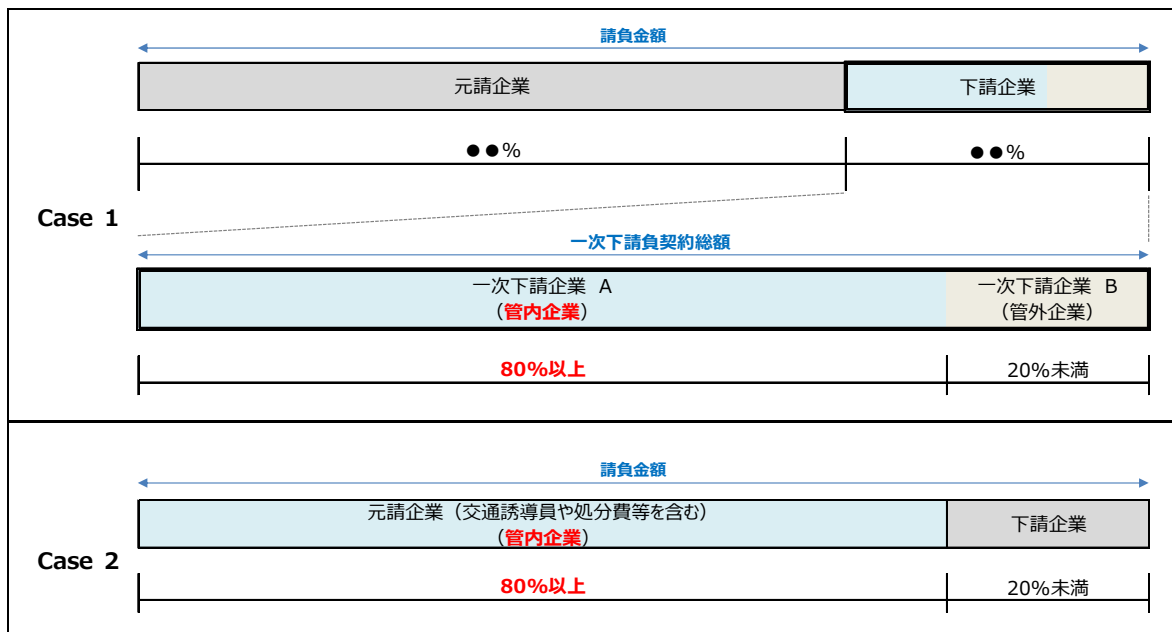 請負金額
元請企業
下請企業
●●%
●●%
Case 1
一次下請負契約総額
一次下請企業 A
（管内企業）
一次下請企業 B
（管外企業）
80%以上
20%未満
請負金額
元請企業（交通誘導員や処分費等を含む）
（管内企業）
下請企業
Case 2
80%以上
20%未満